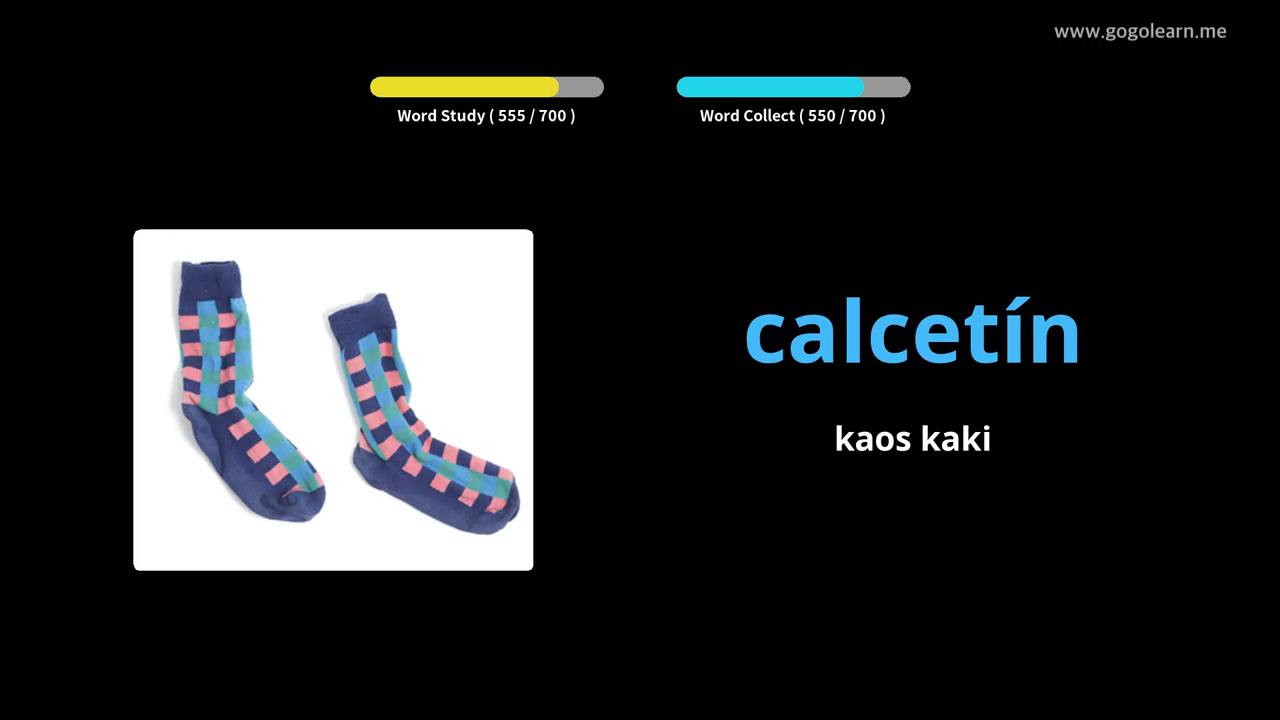 www.gogolearn.me
Word Study ( 555 / 700 )
Word Collect ( 550 / 700 )
calcetín
kaos kaki